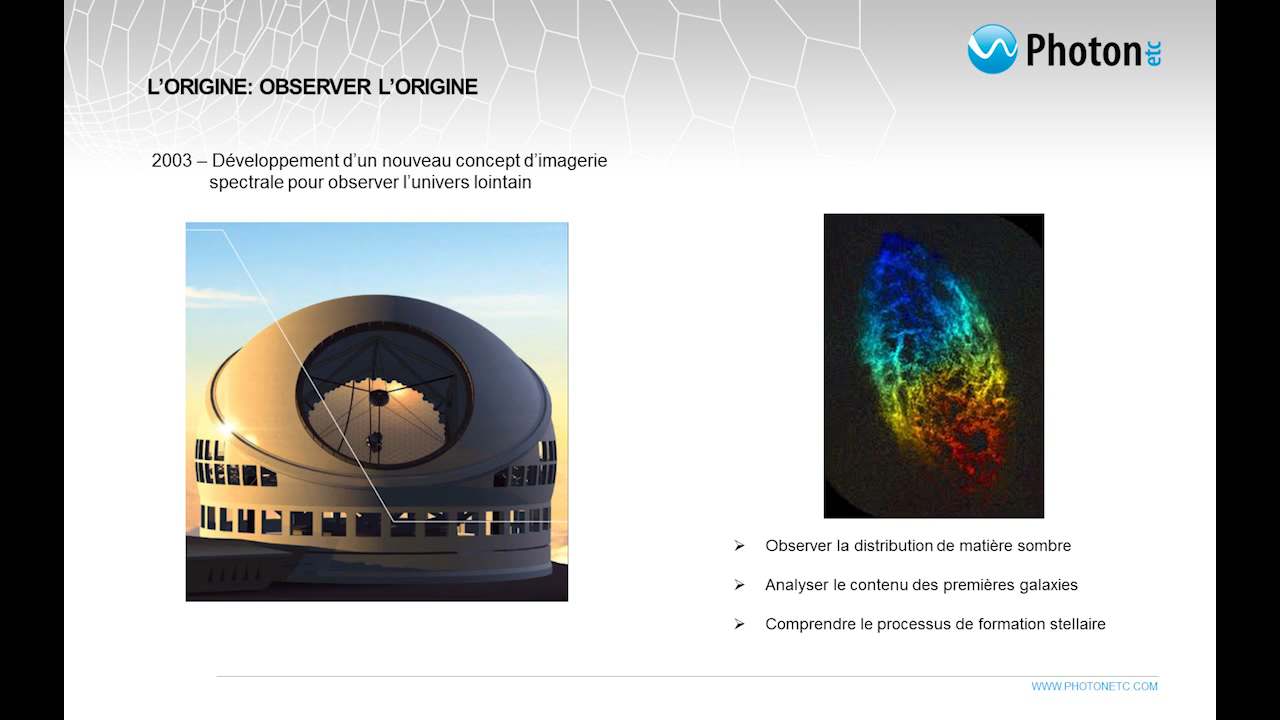 Photon etc
L’ORIGINE: OBSERVER L’ORIGINE
2003 – Développement d’un nouveau concept d’imagerie
spectrale pour observer l’univers lointain
Observer la distribution de matière sombre
Analyser le contenu des premières galaxies
Comprendre le processus de formation stellaire
WWW.PHOTONETC.COM